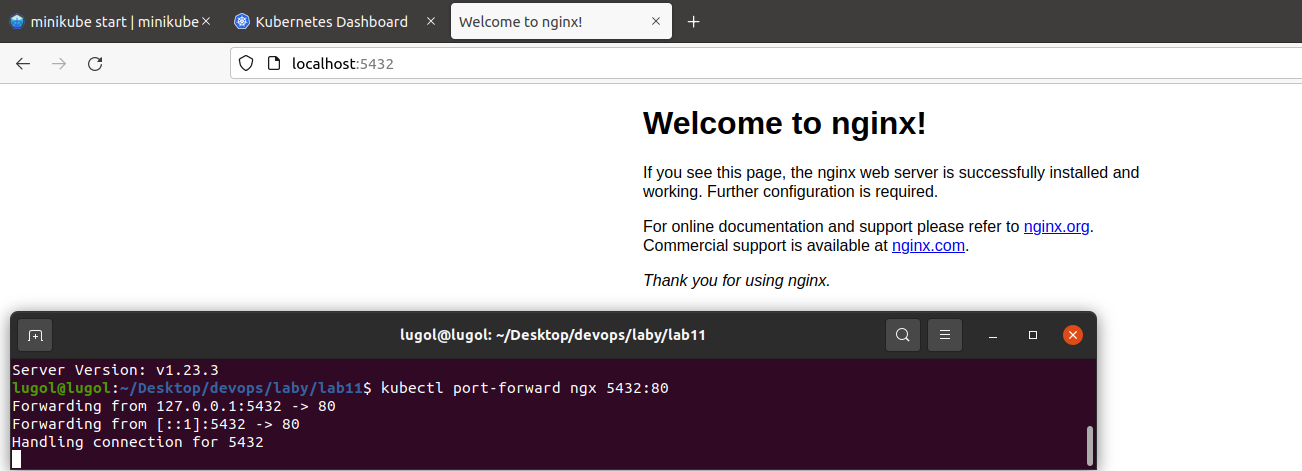 minikube start | minikube
Kubernetes Dashboard
Welcome to nginx!
localhost:5432
Welcome to nginx!
If you see this page, the nginx web server is successfully installed and
working. Further configuration is required.
For online documentation and support please refer to nginx.org.
Commercial support is available at nginx.com.
Thank you for using nginx.
lugol@lugol: ~/Desktop/devops/laby/lab11
Server Version: v1.23.3
lugol@lugol:~/Desktop/devops/laby/lab11$ kubectl port-forward ngx 5432:80
Forwarding from 127.0.0.1:5432 -> 80
Forwarding from [::1]:5432 -> 80
Handling connection for 5432